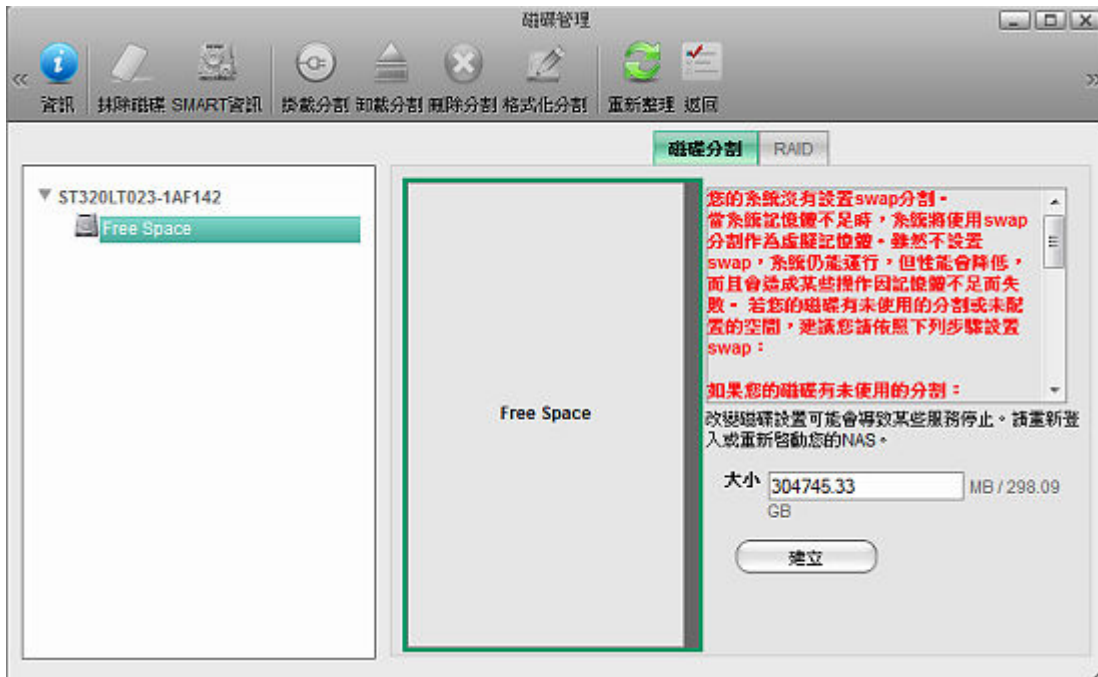 磁碟管理
«
資訊 抹除磁碟 SMART資訊 掛載分割 卸載分割 刪除分割 格式化分割 重新整理 返回
»
磁碟分割 RAID
ST320LT023-1AF142
Free Space
Free Space
您的系統沒有設置swap分割。
當系統記憶體不足時，系統將使用swap
分割作為虛擬記憶體。雖然不設置
swap，系統仍能運行，但性能會降低，
而且會造成某些操作因記憶體不足而失
敗。若您的磁碟有未使用的分割或未配
置的空間，建議您請依照下列步驟設置
swap：
如果您的磁碟有未使用的分割：
改變磁碟設置可能會導致某些服務停止。請重新登
入或重新啟動您的NAS。
大小 304745.33 MB / 298.09
GB
建立